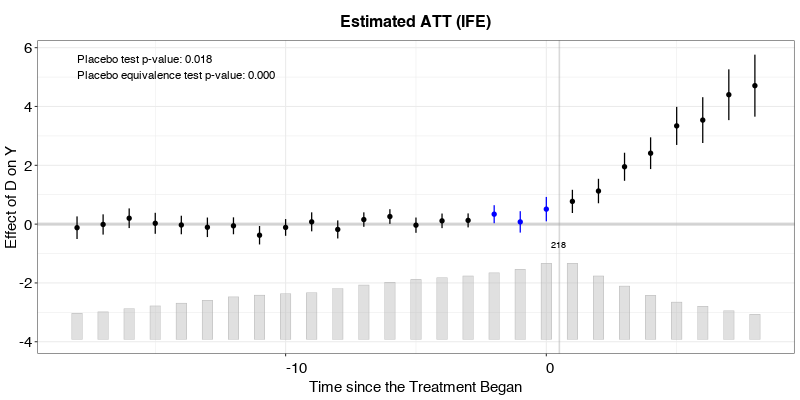 Estimated ATT (IFE)
Placebo test p-value: 0.018
Placebo equivalence test p-value: 0.000
6
4
2
0
-2
-4
Effect of D on Y
218
-10
0
Time since the Treatment Began